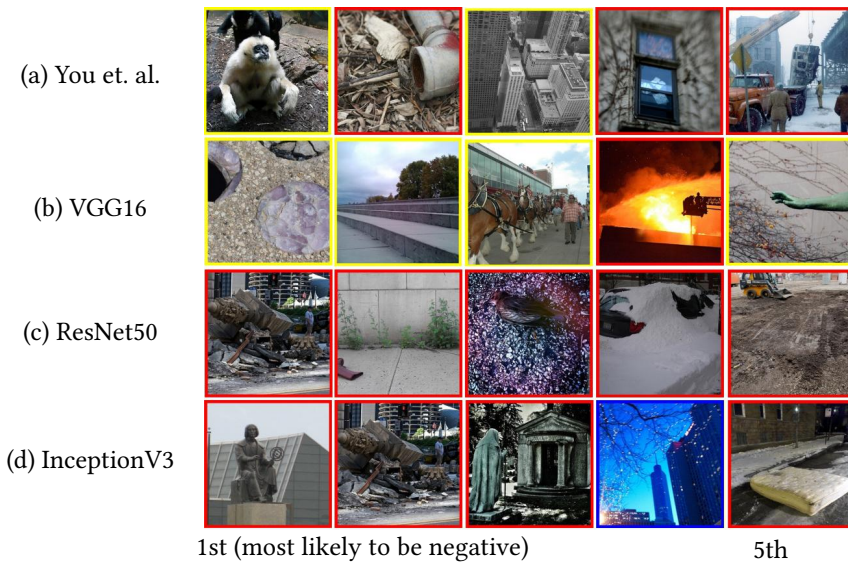 (a) You et. al.
(b) VGG16
(c) ResNet50
(d) InceptionV3
1st (most likely to be negative)
5th